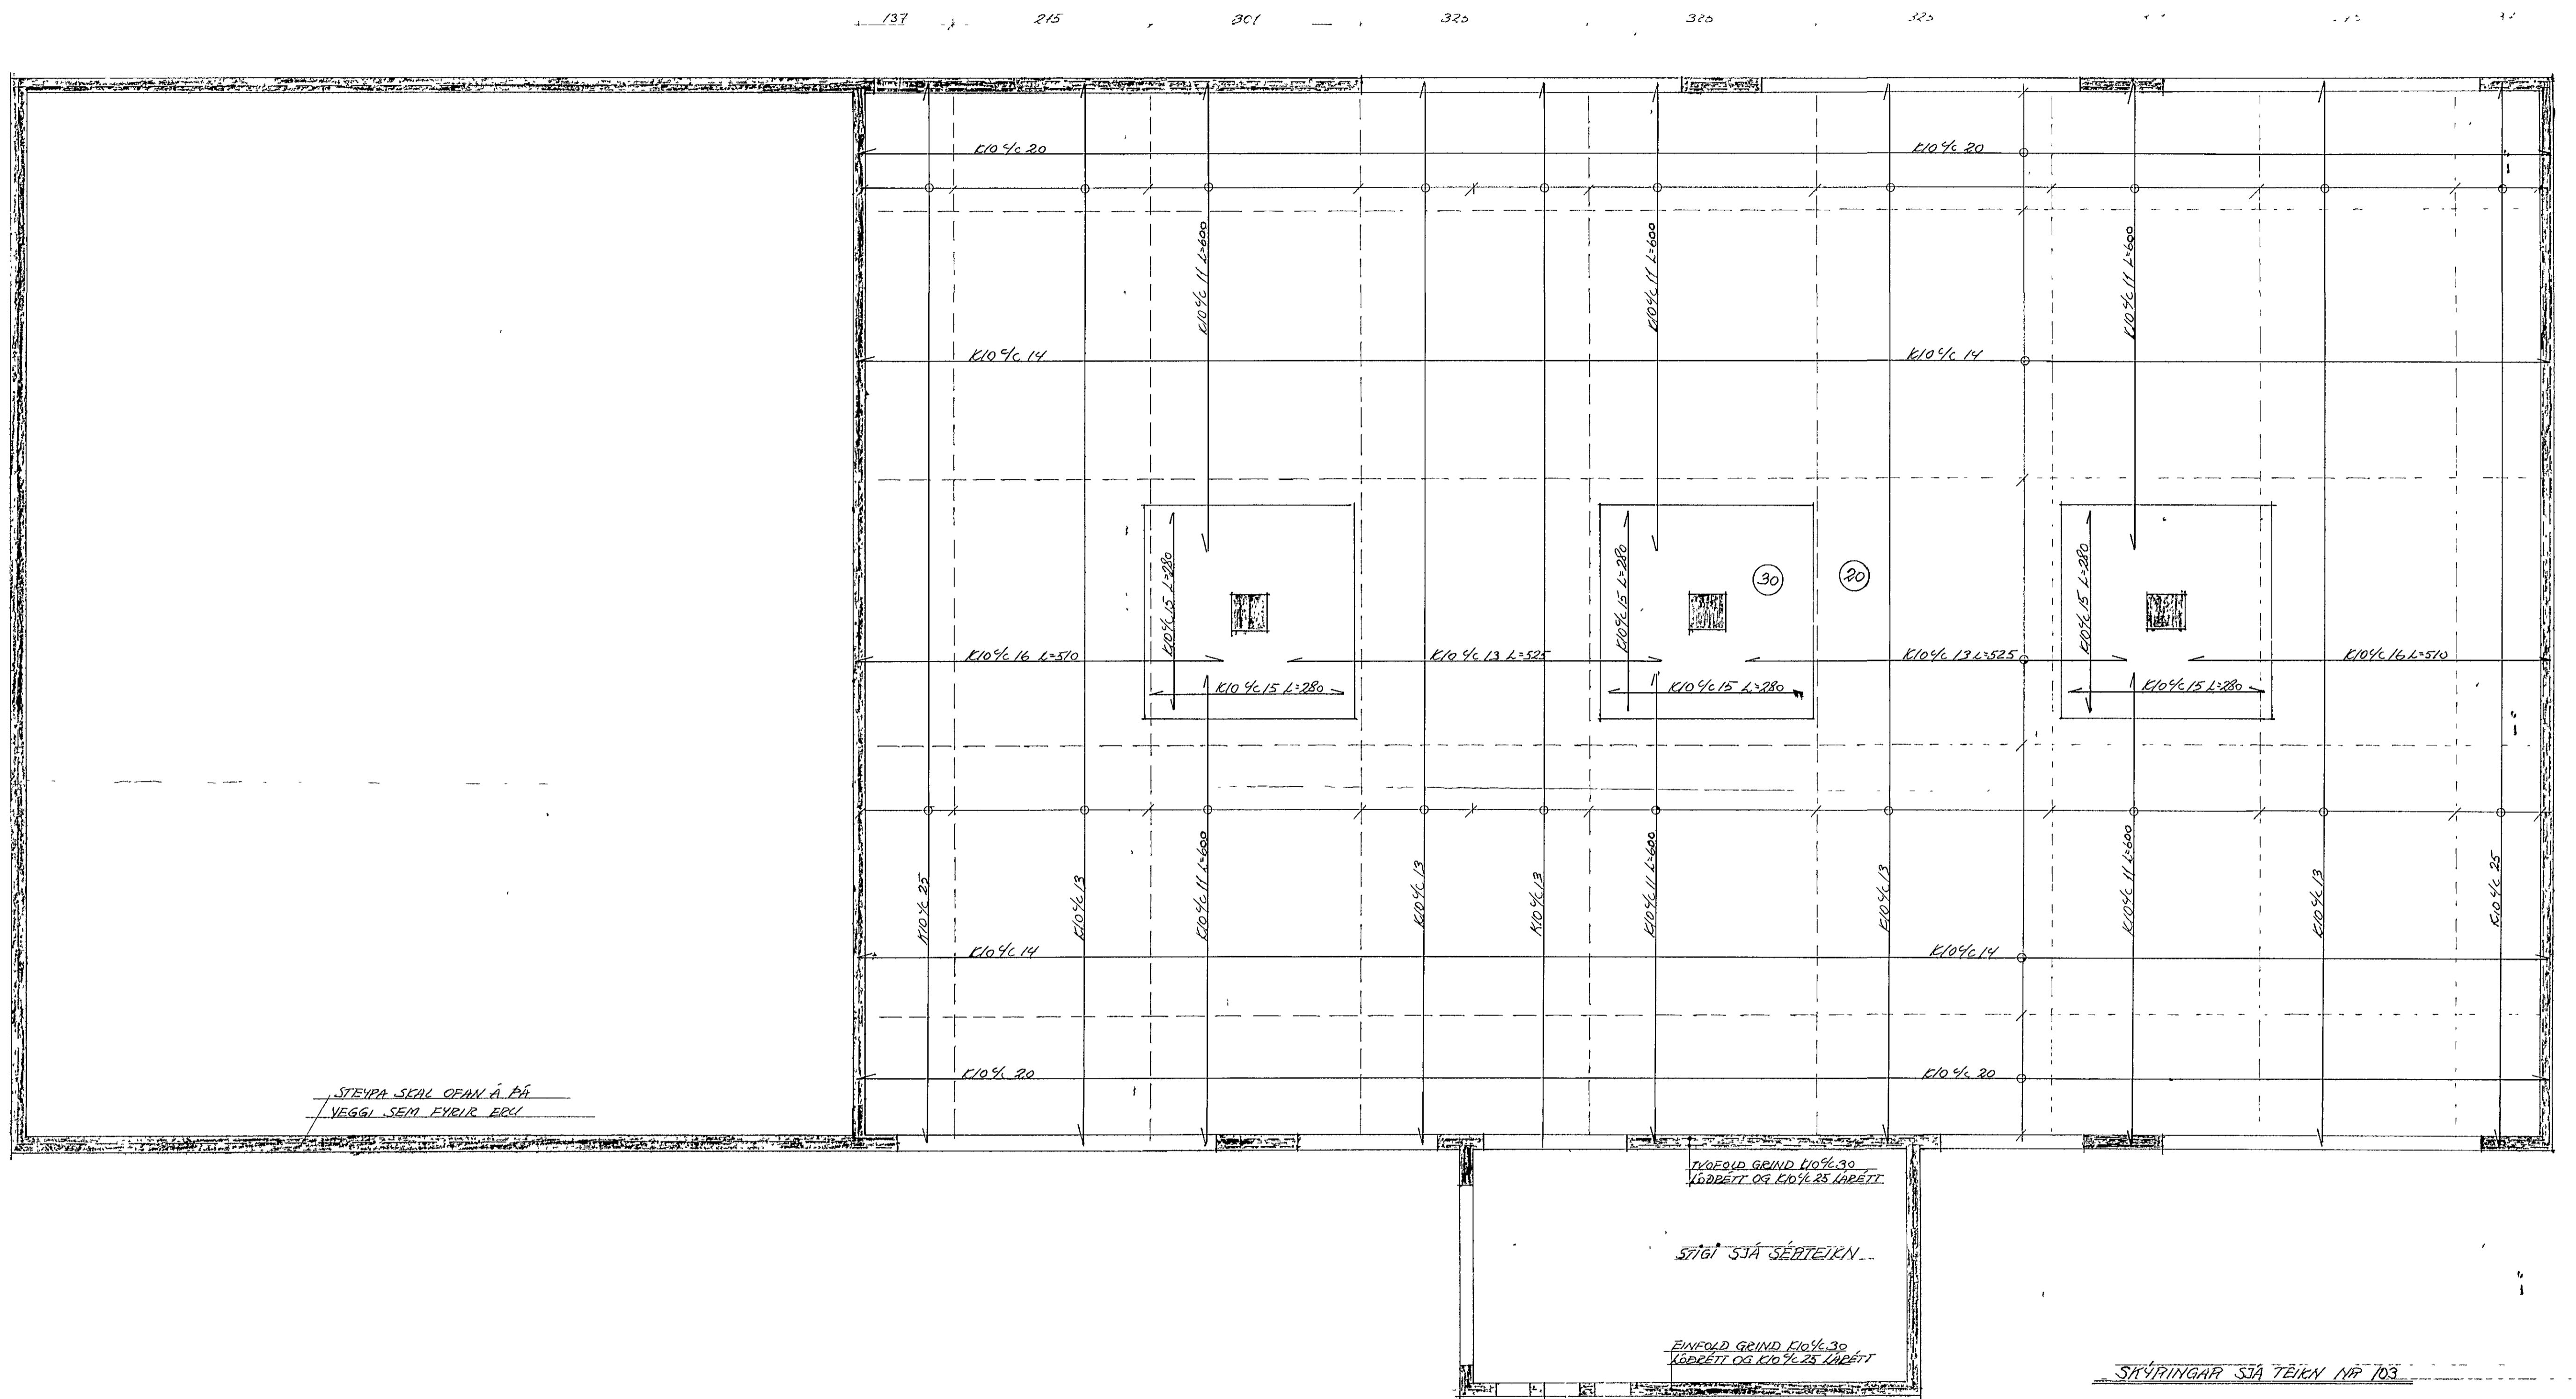 137 215 301 325 325 325
K10 c/c 20 K10 c/c 20
K10 c/c 11 L=600 K10 c/c 11 L=600 K10 c/c 11 L=600
K10 c/c 14 K10 c/c 14
K10 c/c 15 L=280 K10 c/c 15 L=280 K10 c/c 15 L=280
30 20
K10 c/c 16 L=510 K10 c/c 13 L=525 K10 c/c 13 L=525 K10 c/c 16 L=510
K10 c/c 15 L=280 K10 c/c 15 L=280 K10 c/c 15 L=280
K10 c/c 25 K10 c/c 13 K10 c/c 11 L=600 K10 c/c 13 K10 c/c 13 K10 c/c 11 L=600 K10 c/c 13 K10 c/c 11 L=600 K10 c/c 13 K10 c/c 25
K10 c/c 14 K10 c/c 14
K10 c/c 20 K10 c/c 20
STEYPA SKAL OFAN Á ÞÁ
VEGGI SEM FYRIR ERU
TVÖFÖLD GRIND K10 c/c 30
LÓÐRÉTT OG K10 c/c 25 LÁRÉTT
STIGI SJÁ SÉRTEIKN
EINFÖLD GRIND K10 c/c 30
LÓÐRÉTT OG K10 c/c 25 LÁRÉTT
SKÝRINGAR SJÁ TEIKN NR 103